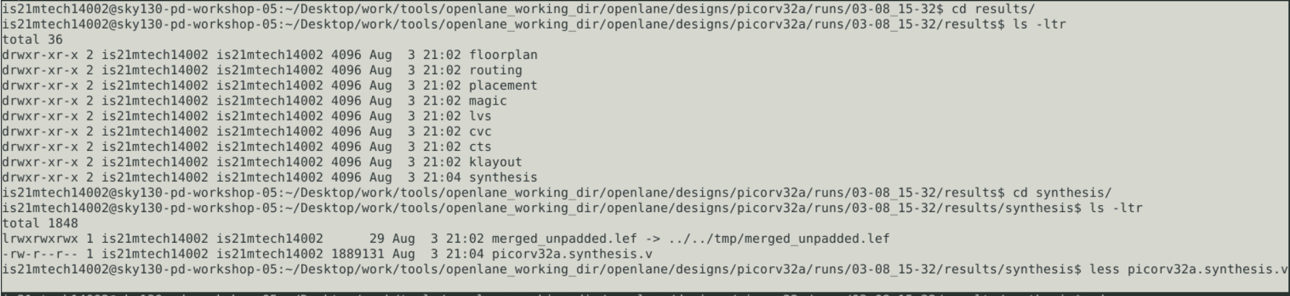 is21mtech14002@sky130-pd-workshop-05:~/Desktop/work/tools/openlane_working_dir/openlane/designs/picorv32a/runs/03-08_15-32$ cd results/
is21mtech14002@sky130-pd-workshop-05:~/Desktop/work/tools/openlane_working_dir/openlane/designs/picorv32a/runs/03-08_15-32/results$ ls -ltr
total 36
drwxr-xr-x 2 is21mtech14002 is21mtech14002 4096 Aug  3 21:02 floorplan
drwxr-xr-x 2 is21mtech14002 is21mtech14002 4096 Aug  3 21:02 routing
drwxr-xr-x 2 is21mtech14002 is21mtech14002 4096 Aug  3 21:02 placement
drwxr-xr-x 2 is21mtech14002 is21mtech14002 4096 Aug  3 21:02 magic
drwxr-xr-x 2 is21mtech14002 is21mtech14002 4096 Aug  3 21:02 lvs
drwxr-xr-x 2 is21mtech14002 is21mtech14002 4096 Aug  3 21:02 cvc
drwxr-xr-x 2 is21mtech14002 is21mtech14002 4096 Aug  3 21:02 cts
drwxr-xr-x 2 is21mtech14002 is21mtech14002 4096 Aug  3 21:02 klayout
drwxr-xr-x 2 is21mtech14002 is21mtech14002 4096 Aug  3 21:04 synthesis
is21mtech14002@sky130-pd-workshop-05:~/Desktop/work/tools/openlane_working_dir/openlane/designs/picorv32a/runs/03-08_15-32/results$ cd synthesis/
is21mtech14002@sky130-pd-workshop-05:~/Desktop/work/tools/openlane_working_dir/openlane/designs/picorv32a/runs/03-08_15-32/results/synthesis$ ls -ltr
total 1848
lrwxrwxrwx 1 is21mtech14002 is21mtech14002      29 Aug  3 21:02 merged_unpadded.lef -> ../../tmp/merged_unpadded.lef
-rw-r--r-- 1 is21mtech14002 is21mtech14002 1889131 Aug  3 21:04 picorv32a.synthesis.v
is21mtech14002@sky130-pd-workshop-05:~/Desktop/work/tools/openlane_working_dir/openlane/designs/picorv32a/runs/03-08_15-32/results/synthesis$ less picorv32a.synthesis.v